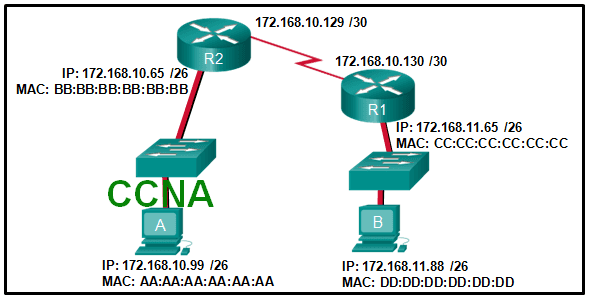 172.168.10.129 /30
R2
172.168.10.130 /30
IP: 172.168.10.65 /26
MAC: BB:BB:BB:BB:BB:BB
R1
IP: 172.168.11.65 /26
MAC: CC:CC:CC:CC:CC:CC
CCNA
A
B
IP: 172.168.10.99 /26
MAC: AA:AA:AA:AA:AA:AA
IP: 172.168.11.88 /26
MAC: DD:DD:DD:DD:DD:DD